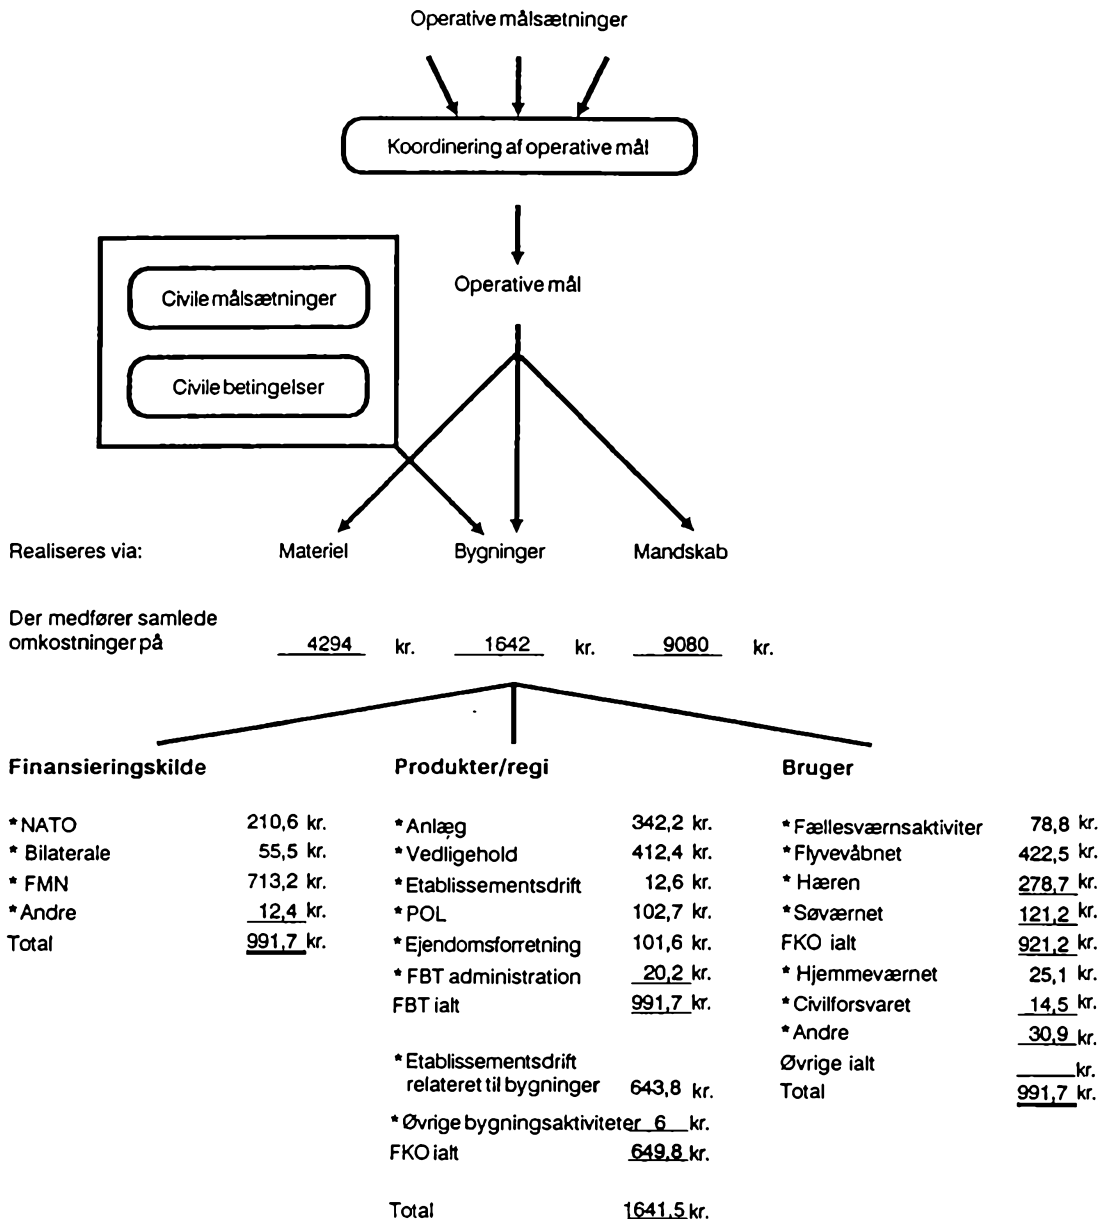 Operative målsætninger
Koordinering af operative mål
Operative mål
Civile målsætninger
Civile betingelser
Realiseres via: Materiel Bygninger Mandskab
Der medfører samlede
omkostninger på 4294 kr. 1642 kr. 9080 kr.
Finansieringskilde
* NATO 210,6 kr.
* Bilaterale 55,5 kr.
* FMN 713,2 kr.
* Andre 12,4 kr.
Total 991,7 kr.
Produkter/regi
* Anlæg 342,2 kr.
* Vedligehold 412,4 kr.
* Etablissementsdrift 12,6 kr.
* POL 102,7 kr.
* Ejendomsforretning 101,6 kr.
* FBT administration 20,2 kr.
FBT ialt 991,7 kr.
* Etablissementsdrift
relateret til bygninger 643,8 kr.
* Øvrige bygningsaktiviteter 6 kr.
FKO ialt 649,8 kr.
Total 1641,5 kr.
Bruger
* Fællesværnsaktiviter 78,8 kr.
* Flyvevåbnet 422,5 kr.
* Hæren 278,7 kr.
* Søværnet 121,2 kr.
FKO ialt 921,2 kr.
* Hjemmeværnet 25,1 kr.
* Civilforsvaret 14,5 kr.
* Andre 30,9 kr.
Øvrige ialt kr.
Total 991,7 kr.